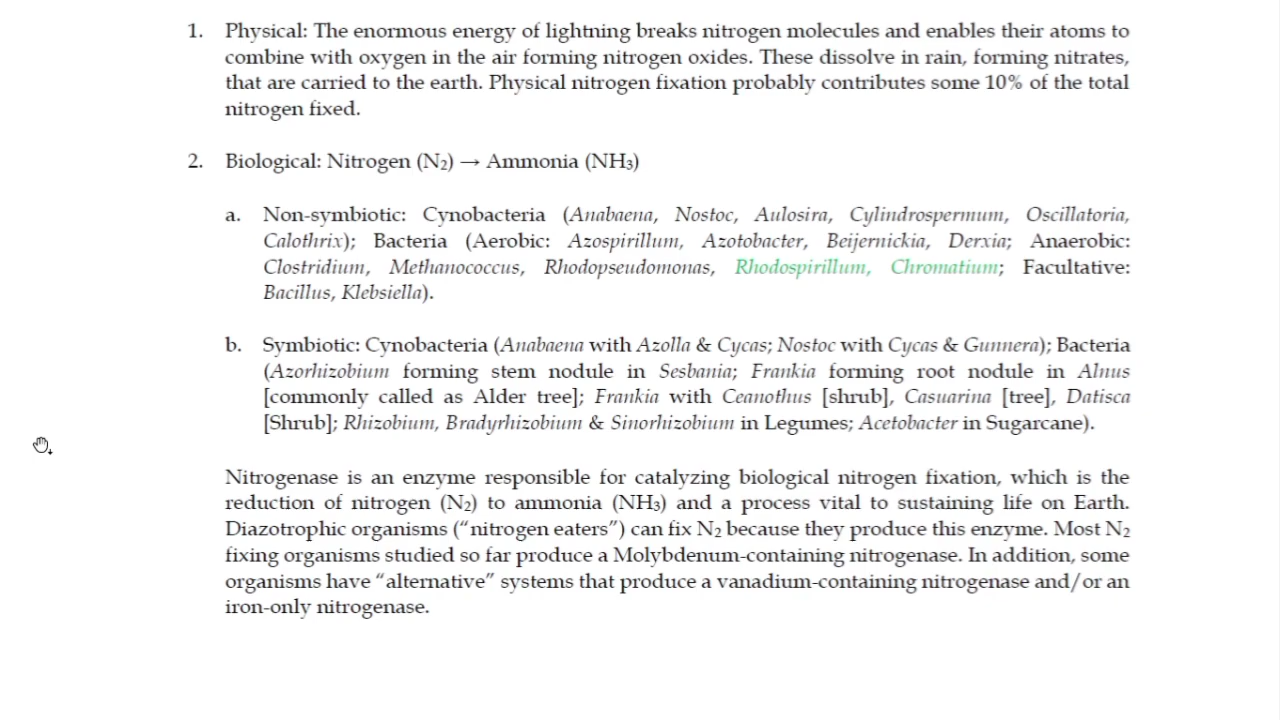 1. Physical: The enormous energy of lightning breaks nitrogen molecules and enables their atoms to
combine with oxygen in the air forming nitrogen oxides. These dissolve in rain, forming nitrates,
that are carried to the earth. Physical nitrogen fixation probably contributes some 10% of the total
nitrogen fixed.
2. Biological: Nitrogen (N₂) → Ammonia (NH₃)
a. Non-symbiotic: Cynobacteria (Anabaena, Nostoc, Aulosira, Cylindrospermum, Oscillatoria,
Calothrix); Bacteria (Aerobic: Azospirillum, Azotobacter, Beijernickia, Derxia; Anaerobic:
Clostridium, Methanococcus, Rhodopseudomonas, Rhodospirillum, Chromatium; Facultative:
Bacillus, Klebsiella).
b. Symbiotic: Cynobacteria (Anabaena with Azolla & Cycas; Nostoc with Cycas & Gunnera); Bacteria
(Azorhizobium forming stem nodule in Sesbania; Frankia forming root nodule in Alnus
[commonly called as Alder tree]; Frankia with Ceanothus [shrub], Casuarina [tree], Datisca
[Shrub]; Rhizobium, Bradyrhizobium & Sinorhizobium in Legumes; Acetobacter in Sugarcane).
Nitrogenase is an enzyme responsible for catalyzing biological nitrogen fixation, which is the
reduction of nitrogen (N₂) to ammonia (NH₃) and a process vital to sustaining life on Earth.
Diazotrophic organisms (“nitrogen eaters”) can fix N₂ because they produce this enzyme. Most N₂
fixing organisms studied so far produce a Molybdenum-containing nitrogenase. In addition, some
organisms have “alternative” systems that produce a vanadium-containing nitrogenase and/or an
iron-only nitrogenase.